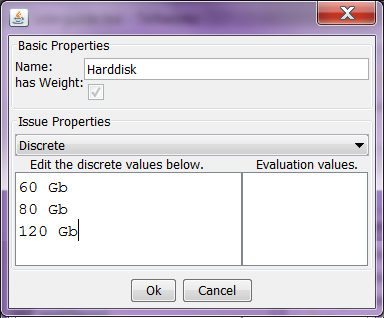 Basic Properties
Name:
Harddisk
has Weight:
Issue Properties
Discrete
Edit the discrete values below.
Evaluation values.
60 Gb
80 Gb
120 Gb
Ok
Cancel